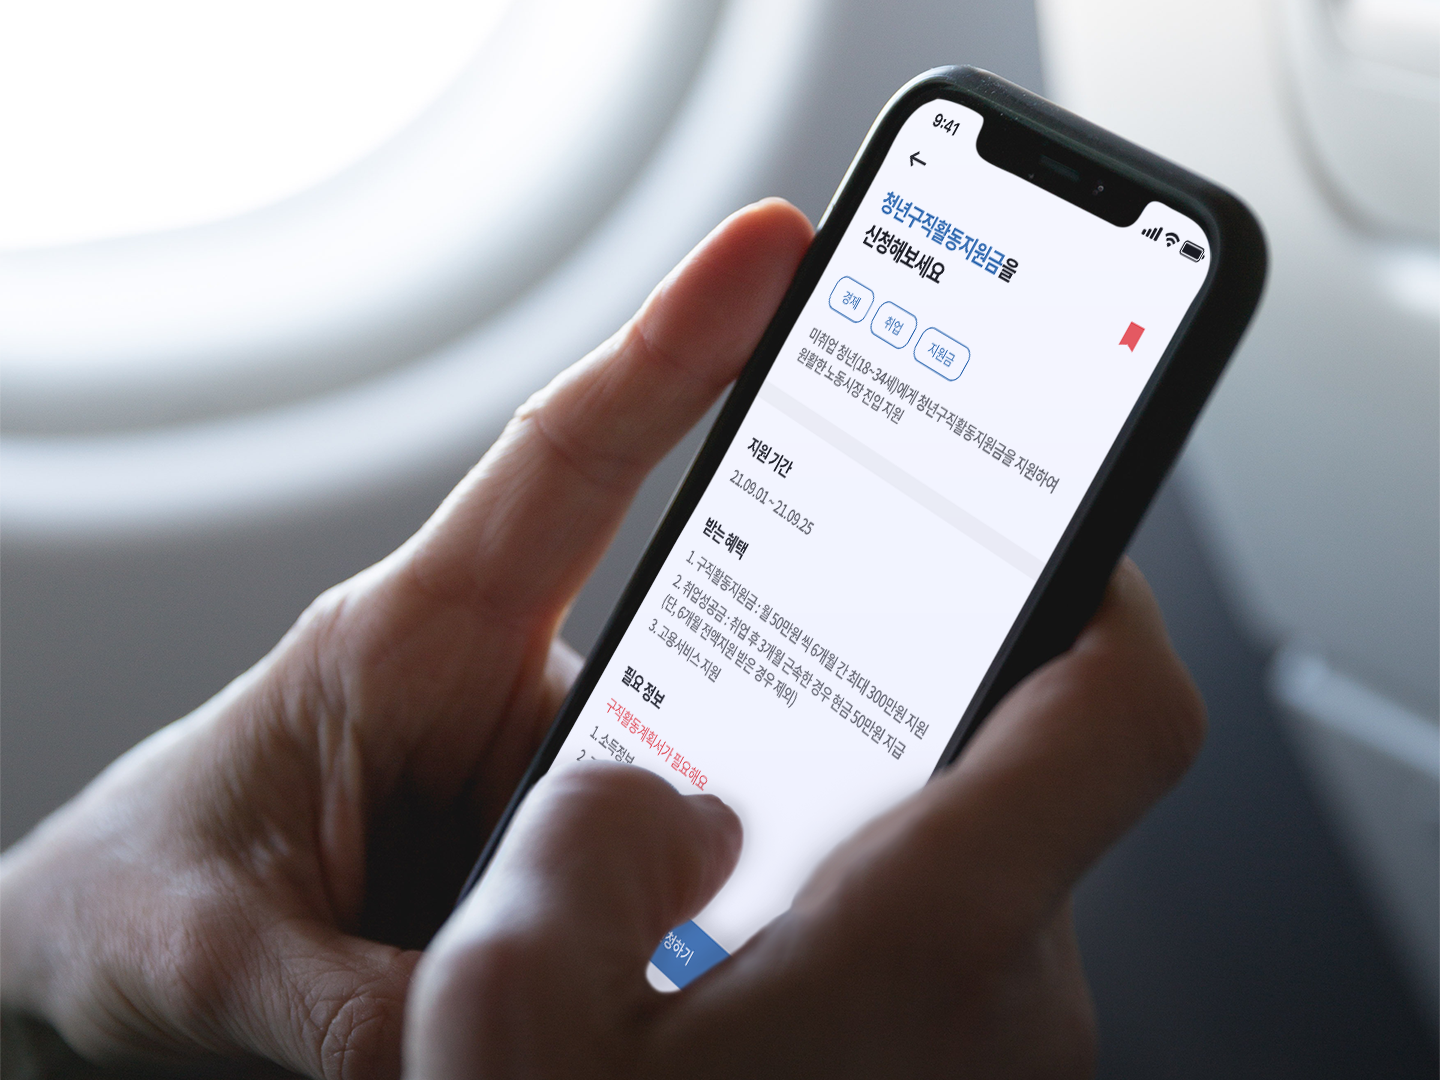 9:41
청년구직활동지원금을
신청해보세요
경제
취업
지원금
미취업 청년(18~34세)에게 청년구직활동지원금을 지원하여
원활한 노동시장 진입 지원
지원 기간
21.09.01 ~ 21.09.25
받는 혜택
1. 구직활동지원금 : 월 50만원 씩 6개월 간 최대 300만원 지원
2. 취업성공금 : 취업 후 3개월 근속한 경우 현금 50만원 지급
(단, 6개월 전액지원 받은 경우 제외)
3. 고용서비스 지원
필요 정보
구직활동계획서가 필요해요
1. 소득정보
2.
청하기